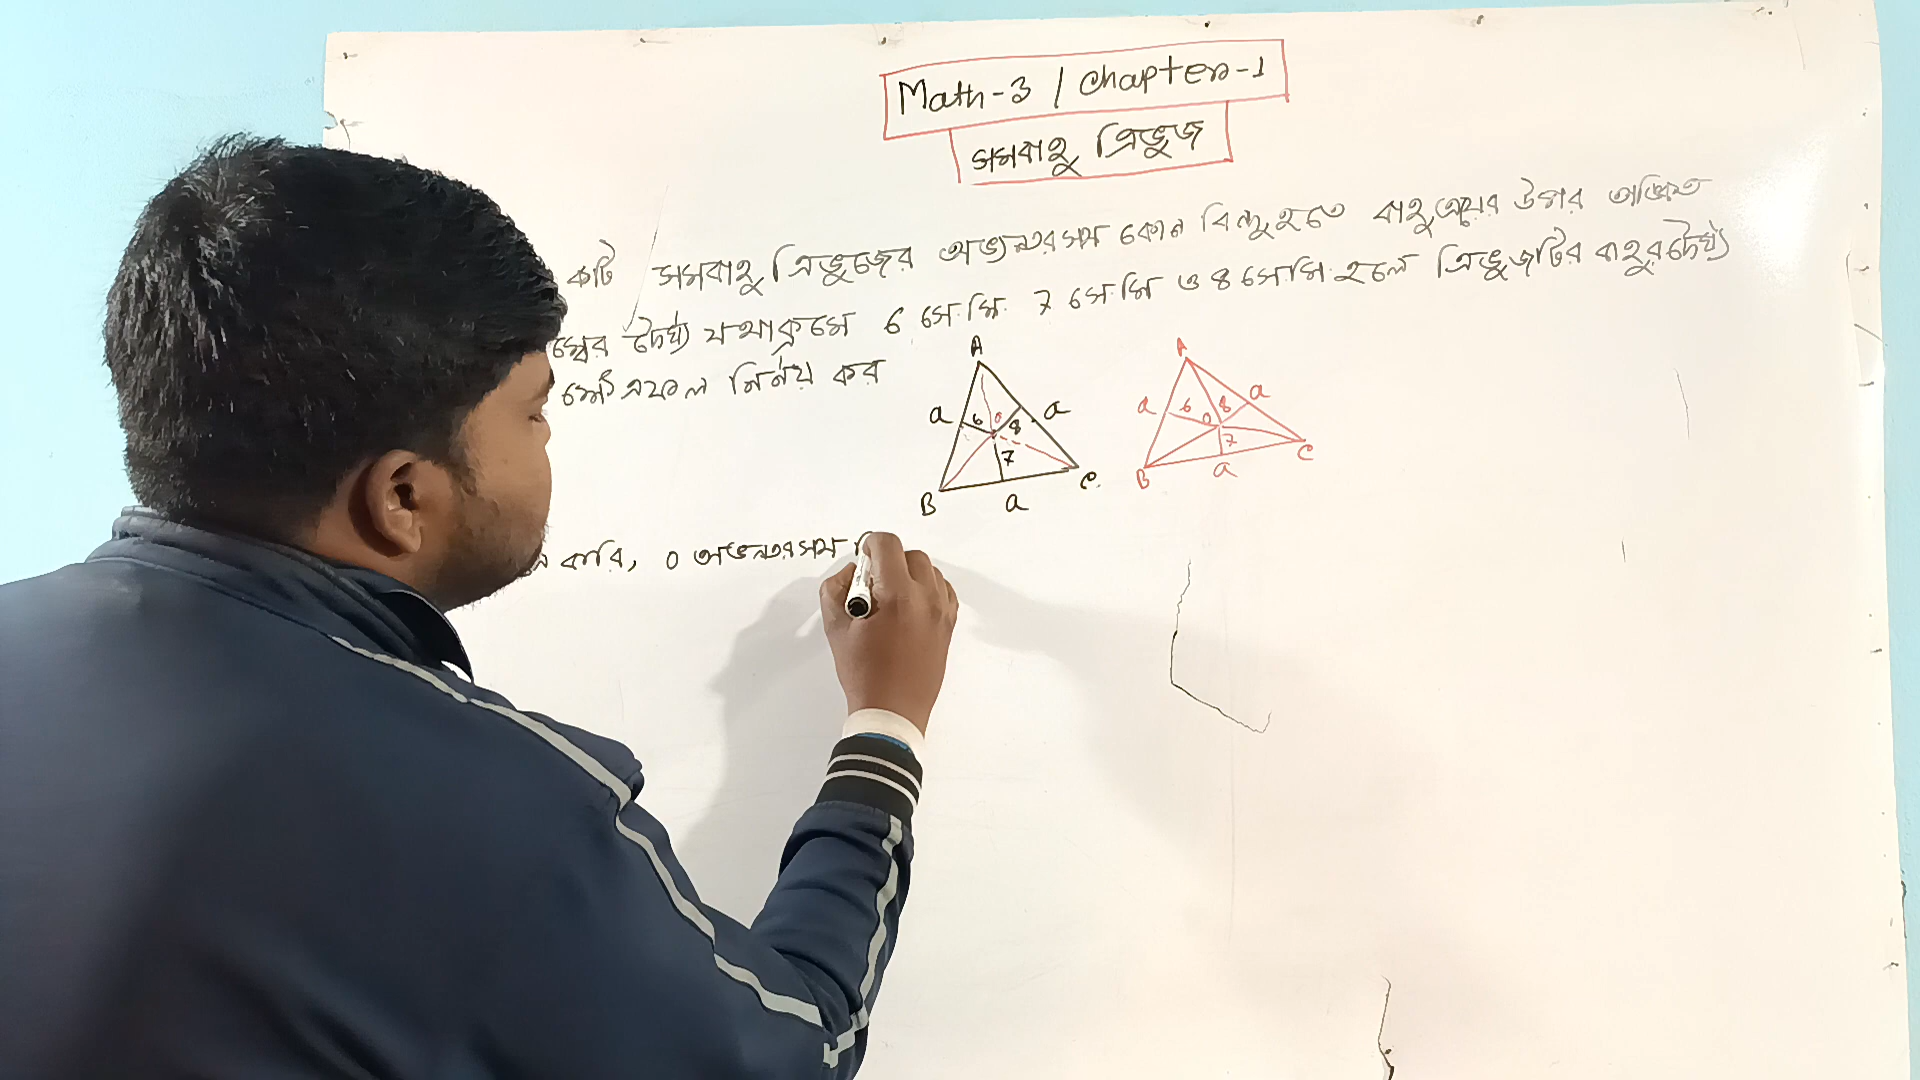 Math-3 / Chapter-1
সমবাহু ত্রিভুজ
কটি সমবাহু ত্রিভুজের অভ্যন্তরস্থ কোন বিন্দু হতে বাহুত্রয়ের উপর অঙ্কিত
ম্বের দৈর্ঘ্য যথাক্রমে 6 সে.মি. 7 সে.মি ও 8 সে.মি. হলে ত্রিভুজটির বাহুর দৈর্ঘ্য
ক্ষেত্রফল নির্ণয় কর
A
a 6 0 8 a
7
B a C
A
a 6 0 8 a
7
B a C
করি, 0 অভ্যন্তরস্থ